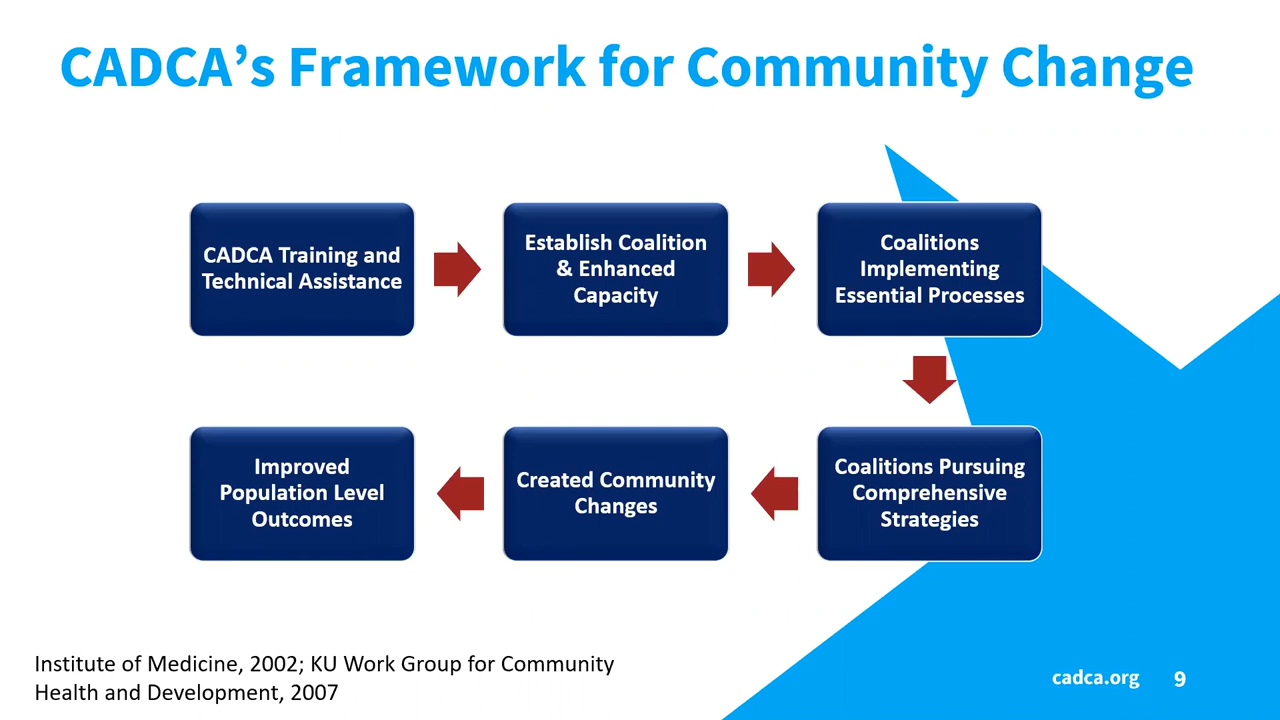 CADCA’s Framework for Community Change
CADCA Training and
Technical Assistance
Establish Coalition
& Enhanced
Capacity
Coalitions
Implementing
Essential Processes
Coalitions Pursuing
Comprehensive
Strategies
Created Community
Changes
Improved
Population Level
Outcomes
Institute of Medicine, 2002; KU Work Group for Community
Health and Development, 2007
cadca.org 9